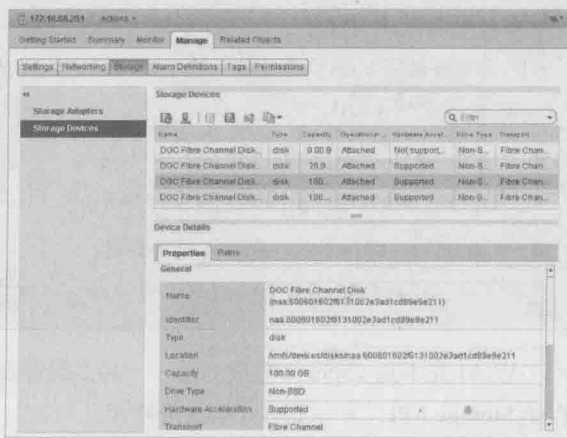 172.16.68.251 Actions
Getting Started Summary Monitor Manage Related Objects
Settings Networking Storage Alarm Definitions Tags Permissions
Storage Adapters
Storage Devices
Storage Devices
Filter
Name Type Capacity Operational... Hardware Accel... Drive Type Transport
DGC Fibre Channel Disk... disk 0.00 B Attached Not support... Non-S... Fibre Chan...
DGC Fibre Channel Disk... disk Attached Supported Non-S... Fibre Chan...
DGC Fibre Channel Disk... disk 100... Attached Supported Non-S... Fibre Chan...
DGC Fibre Channel Disk... disk 100... Attached Supported Non-S... Fibre Chan...
Device Details
Properties Paths
General
Name DGC Fibre Channel Disk
(naa.600601602f6131002e3ad1cd89e9e211)
Identifier naa.600601602f6131002e3ad1cd89e9e211
Type disk
Location /vmfs/devices/disks/naa.600601602f6131002e3ad1cd89e9e211
Capacity 100.00 GB
Drive Type Non-SSD
Hardware Acceleration Supported
Transport Fibre Channel